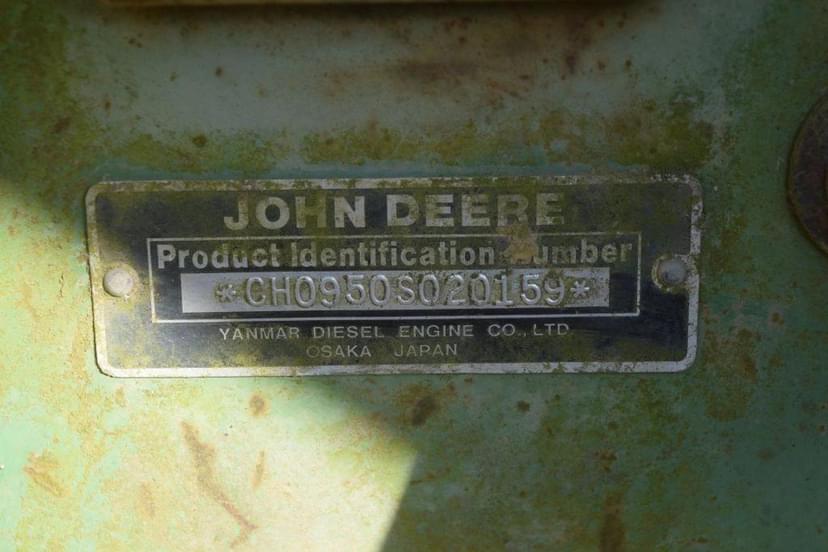 JOHN DEERE
Product Identification Number
*CH0950S020159*
YANMAR DIESEL ENGINE CO., LTD
OSAKA JAPAN